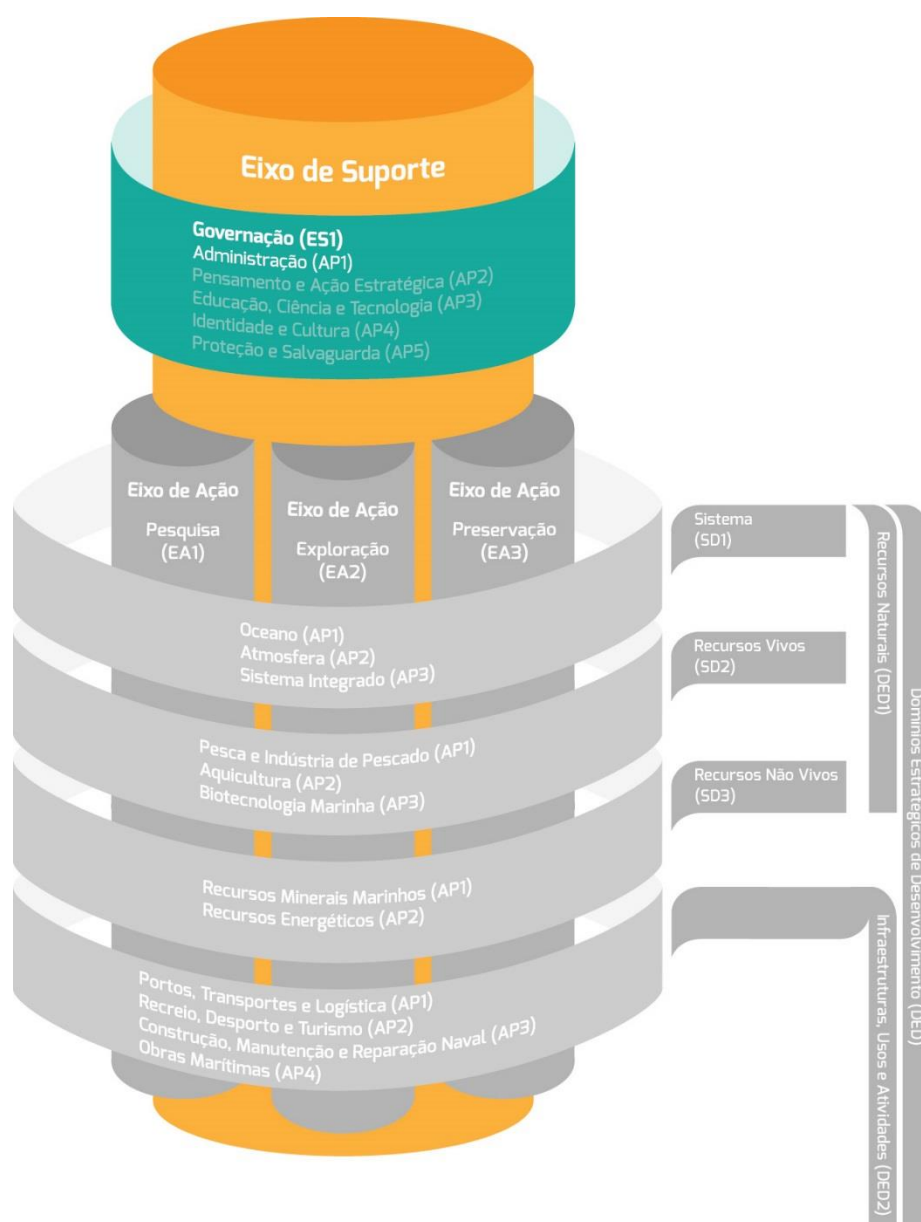 Eixo de Suporte
Governação (ES1)
Administração (AP1)
Pensamento e Ação Estratégica (AP2)
Educação, Ciência e Tecnologia (AP3)
Identidade e Cultura (AP4)
Proteção e Salvaguarda (AP5)
Eixo de Ação
Pesquisa
(EA1)
Eixo de Ação
Exploração
(EA2)
Eixo de Ação
Preservação
(EA3)
Oceano (AP1)
Atmosfera (AP2)
Sistema Integrado (AP3)
Pesca e Indústria de Pescado (AP1)
Aquicultura (AP2)
Biotecnologia Marinha (AP3)
Recursos Minerais Marinhos (AP1)
Recursos Energéticos (AP2)
Portos, Transportes e Logística (AP1)
Recreio, Desporto e Turismo (AP2)
Construção, Manutenção e Reparação Naval (AP3)
Obras Marítimas (AP4)
Sistema
(SD1)
Recursos Vivos
(SD2)
Recursos Não Vivos
(SD3)
Recursos Naturais (DED1)
Infraestruturas, Usos e Atividades (DED2)
Domínios Estratégicos de Desenvolvimento (DED)